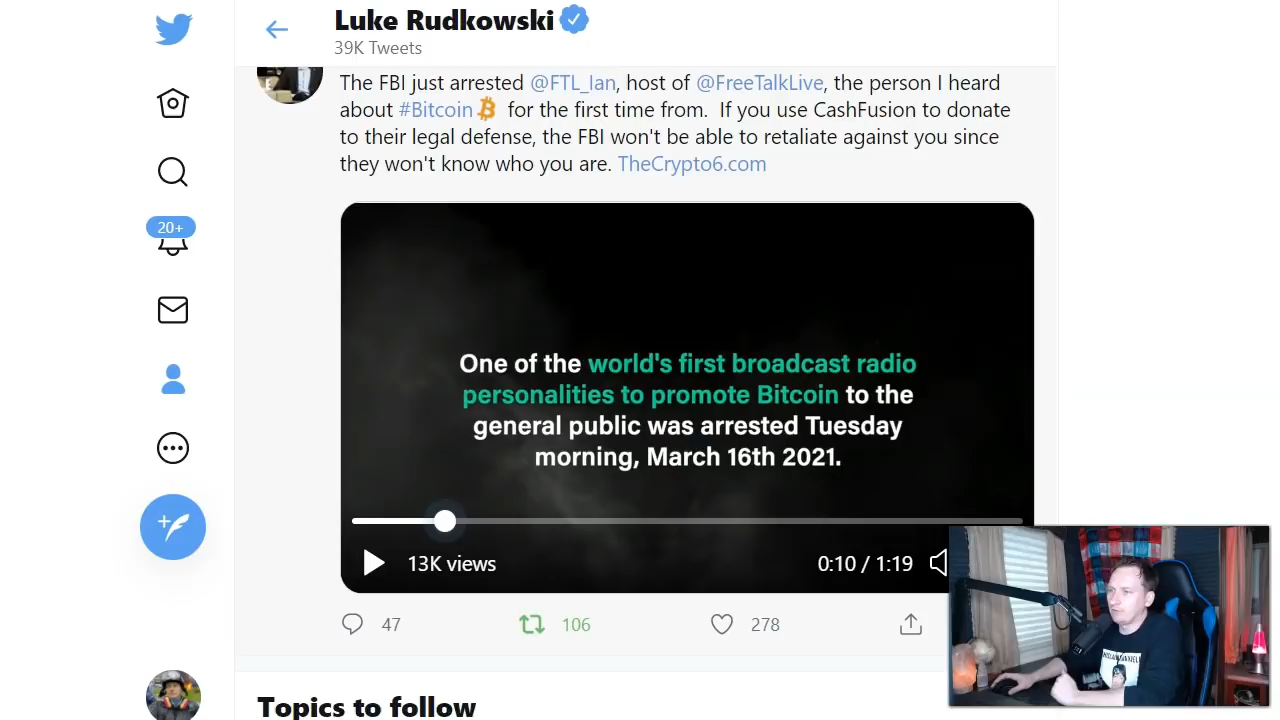 Luke Rudkowski
39K Tweets
The FBI just arrested @FTL_Ian, host of @FreeTalkLive, the person I heard
about #Bitcoin for the first time from. If you use CashFusion to donate
to their legal defense, the FBI won't be able to retaliate against you since
they won't know who you are. TheCrypto6.com
20+
One of the world's first broadcast radio
personalities to promote Bitcoin to the
general public was arrested Tuesday
morning, March 16th 2021.
13K views
0:10 / 1:19
47
106
278
Topics to follow